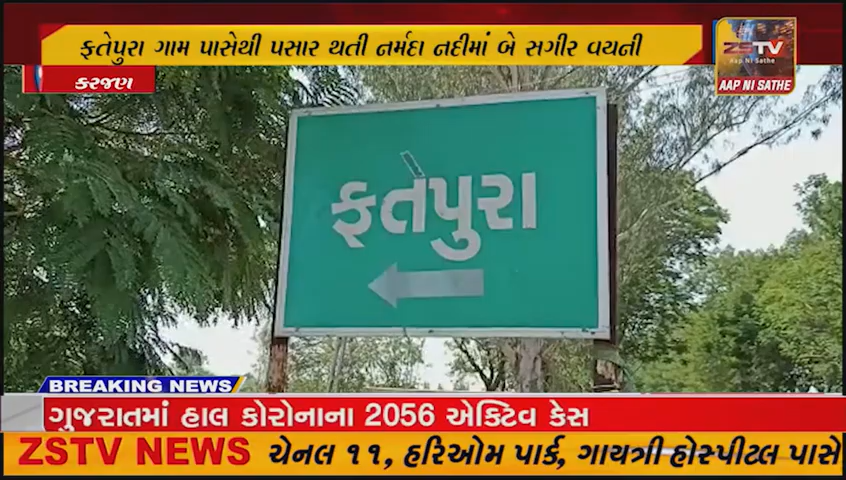 ફતેપુરા ગામ પાસેથી પસાર થતી નર્મદા નદીમાં બે સગીર વયની
કરજણ
ZSTV
Aap Ni Sathe
AAP NI SATHE
ફતેપુરા
BREAKING NEWS
ગુજરાતમાં હાલ કોરોનાના 2056 એક્ટિવ કેસ
ZSTV NEWS ચેનલ ૧૧, હરિઓમ પાર્ક, ગાયત્રી હોસ્પીટલ પાસે